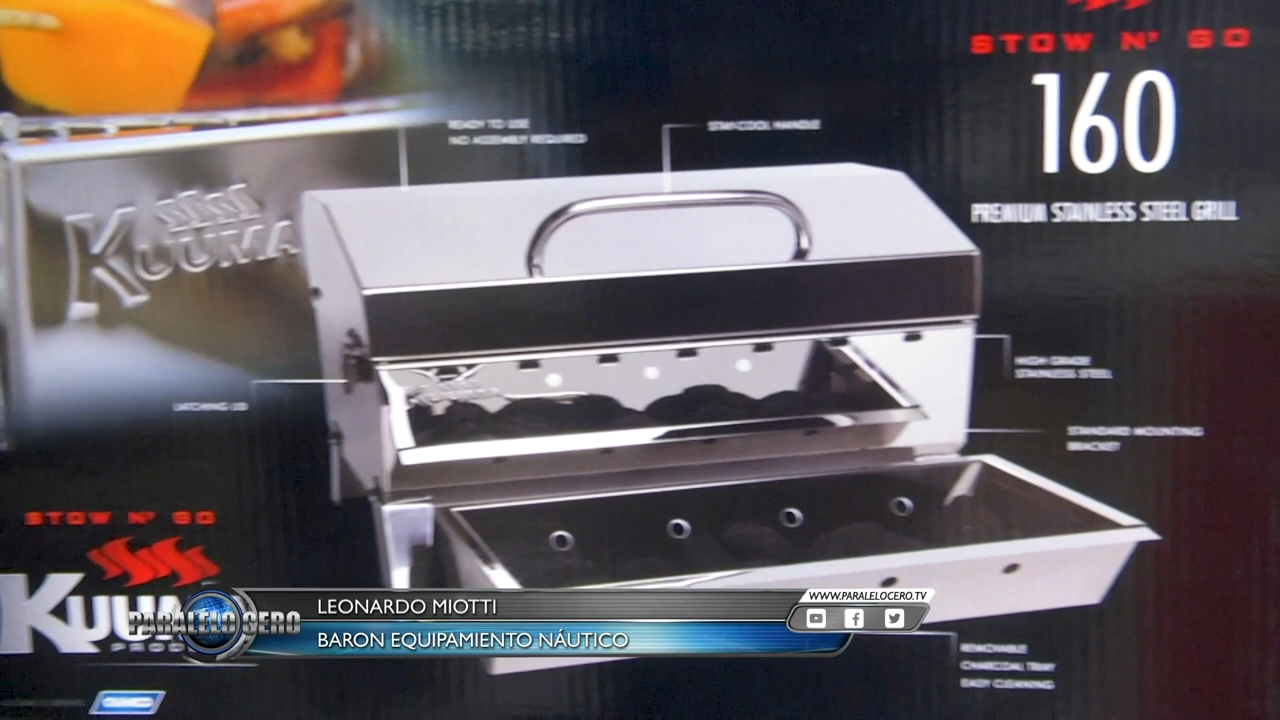 STOW N' GO
160
PREMIUM STAINLESS STEEL GRILL
READY TO USE
NO ASSEMBLY REQUIRED
STAY COOL HANDLE
KUUMA
HIGH GRADE
STAINLESS STEEL
LATCHING LID
STANDARD MOUNTING
BRACKET
STOW N' GO
PARALELO CERO
LEONARDO MIOTTI
BARON EQUIPAMIENTO NÁUTICO
WWW.PARALELOCERO.TV
REMOVABLE
CHARCOAL TRAY
EASY CLEANING